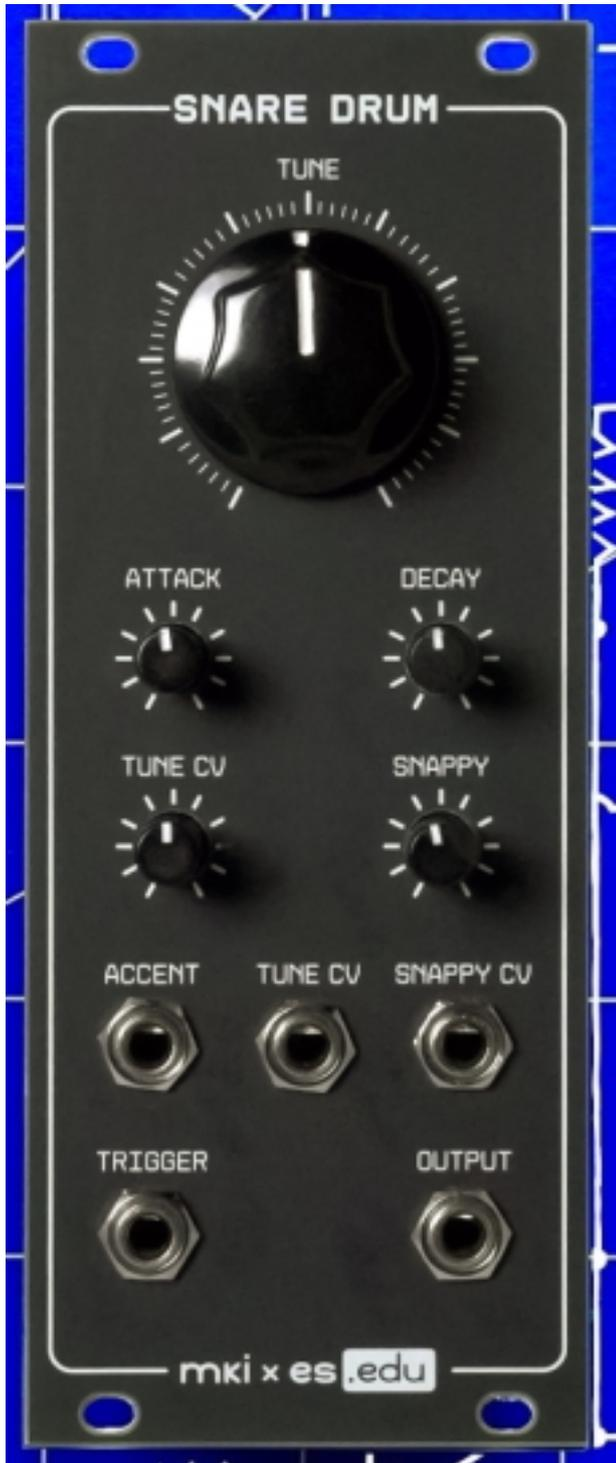 SNARE DRUM
TUNE
ATTACK DECAY
TUNE CV SNAPPY
ACCENT TUNE CV SNAPPY CV
TRIGGER OUTPUT
mki x es.edu